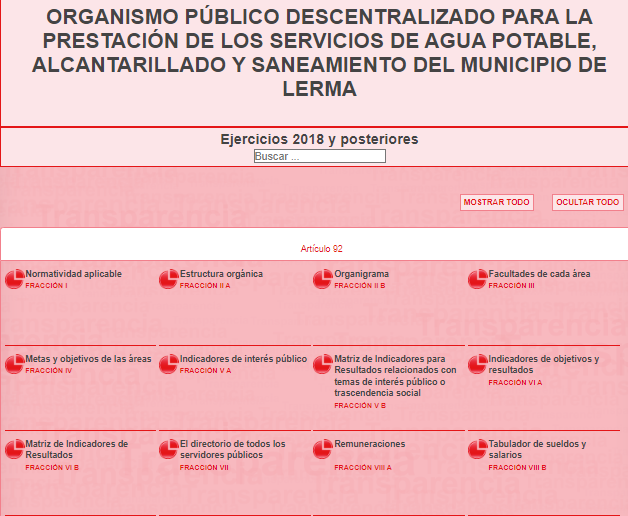 ORGANISMO PÚBLICO DESCENTRALIZADO PARA LA
PRESTACIÓN DE LOS SERVICIOS DE AGUA POTABLE,
ALCANTARILLADO Y SANEAMIENTO DEL MUNICIPIO DE
LERMA
Ejercicios 2018 y posteriores
Buscar ...
Transparencia
MOSTRAR TODO
OCULTAR TODO
Artículo 92
Normatividad aplicable
FRACCIÓN I
Estructura orgánica
FRACCIÓN II A
Organigrama
FRACCIÓN II B
Facultades de cada área
FRACCIÓN III
Metas y objetivos de las áreas
FRACCIÓN IV
Indicadores de interés público
FRACCIÓN V A
Matriz de Indicadores para
Resultados relacionados con
temas de interés público o
trascendencia social
FRACCIÓN V B
Indicadores de objetivos y
resultados
FRACCIÓN VI A
Matriz de Indicadores de
Resultados
FRACCIÓN VI B
El directorio de todos los
servidores públicos
FRACCIÓN VII
Remuneraciones
FRACCIÓN VIII A
Tabulador de sueldos y
salarios
FRACCIÓN VIII B